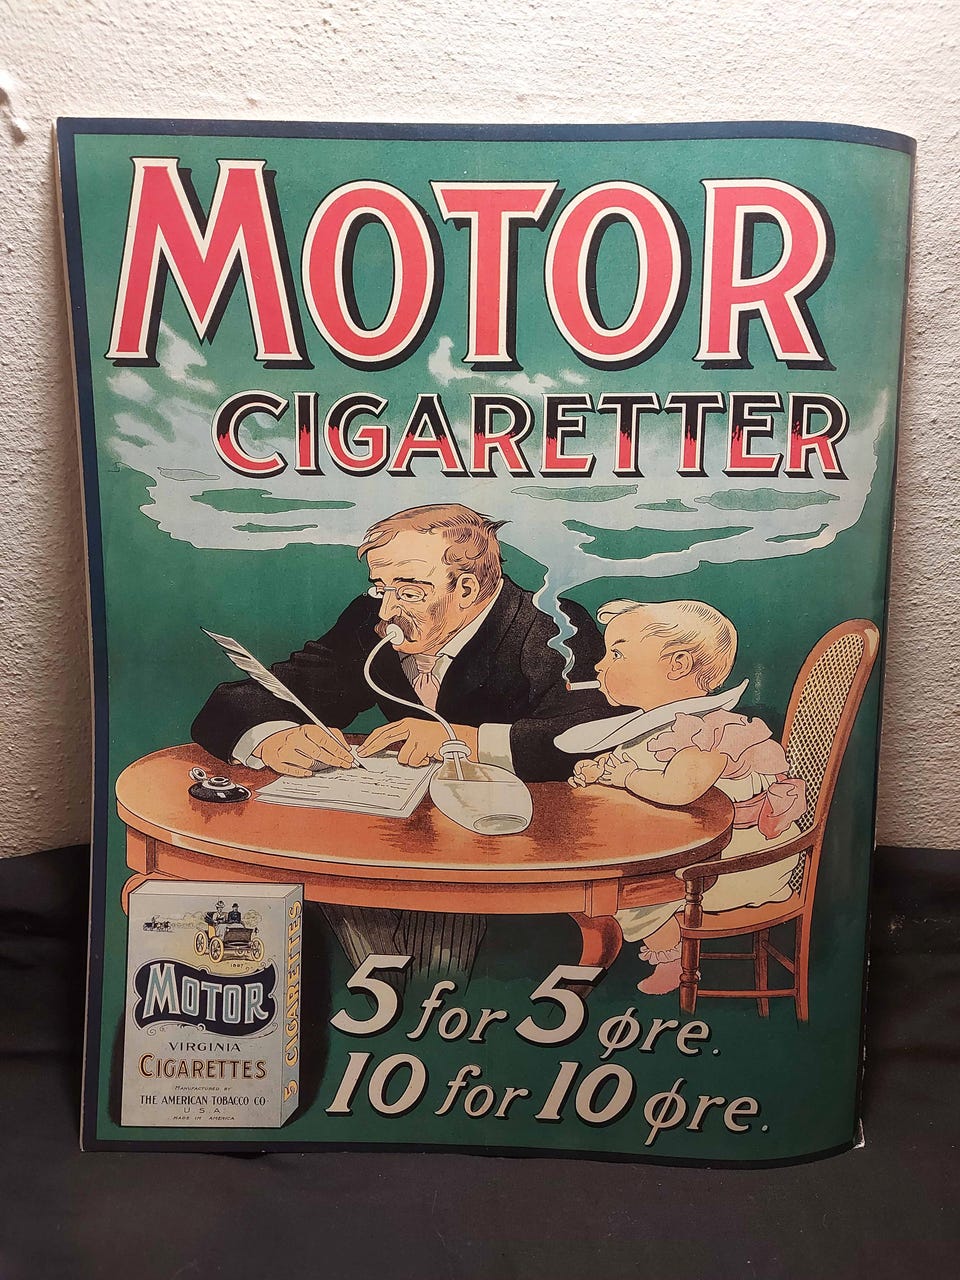 MOTOR
CIGARETTER
1897
MOTOR
VIRGINIA
CIGARETTES
MANUFACTURED BY
THE AMERICAN TOBACCO CO
U.S.A
MADE IN AMERICA
5 CIGARETTES
5 for 5 øre.
10 for 10 øre.